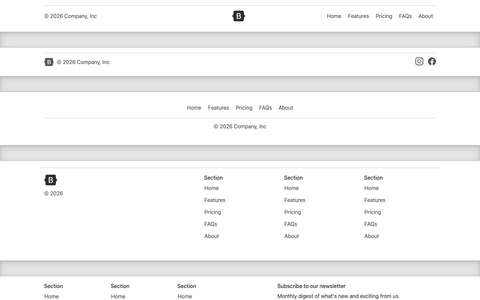 © 2026 Company, Inc B Home Features Pricing FAQs About
B © 2026 Company, Inc
Home Features Pricing FAQs About
© 2026 Company, Inc
B
© 2026
Section
Home
Features
Pricing
FAQs
About
Section
Home
Features
Pricing
FAQs
About
Section
Home
Features
Pricing
FAQs
About
Section
Home
Section
Home
Section
Home
Subscribe to our newsletter
Monthly digest of what's new and exciting from us.